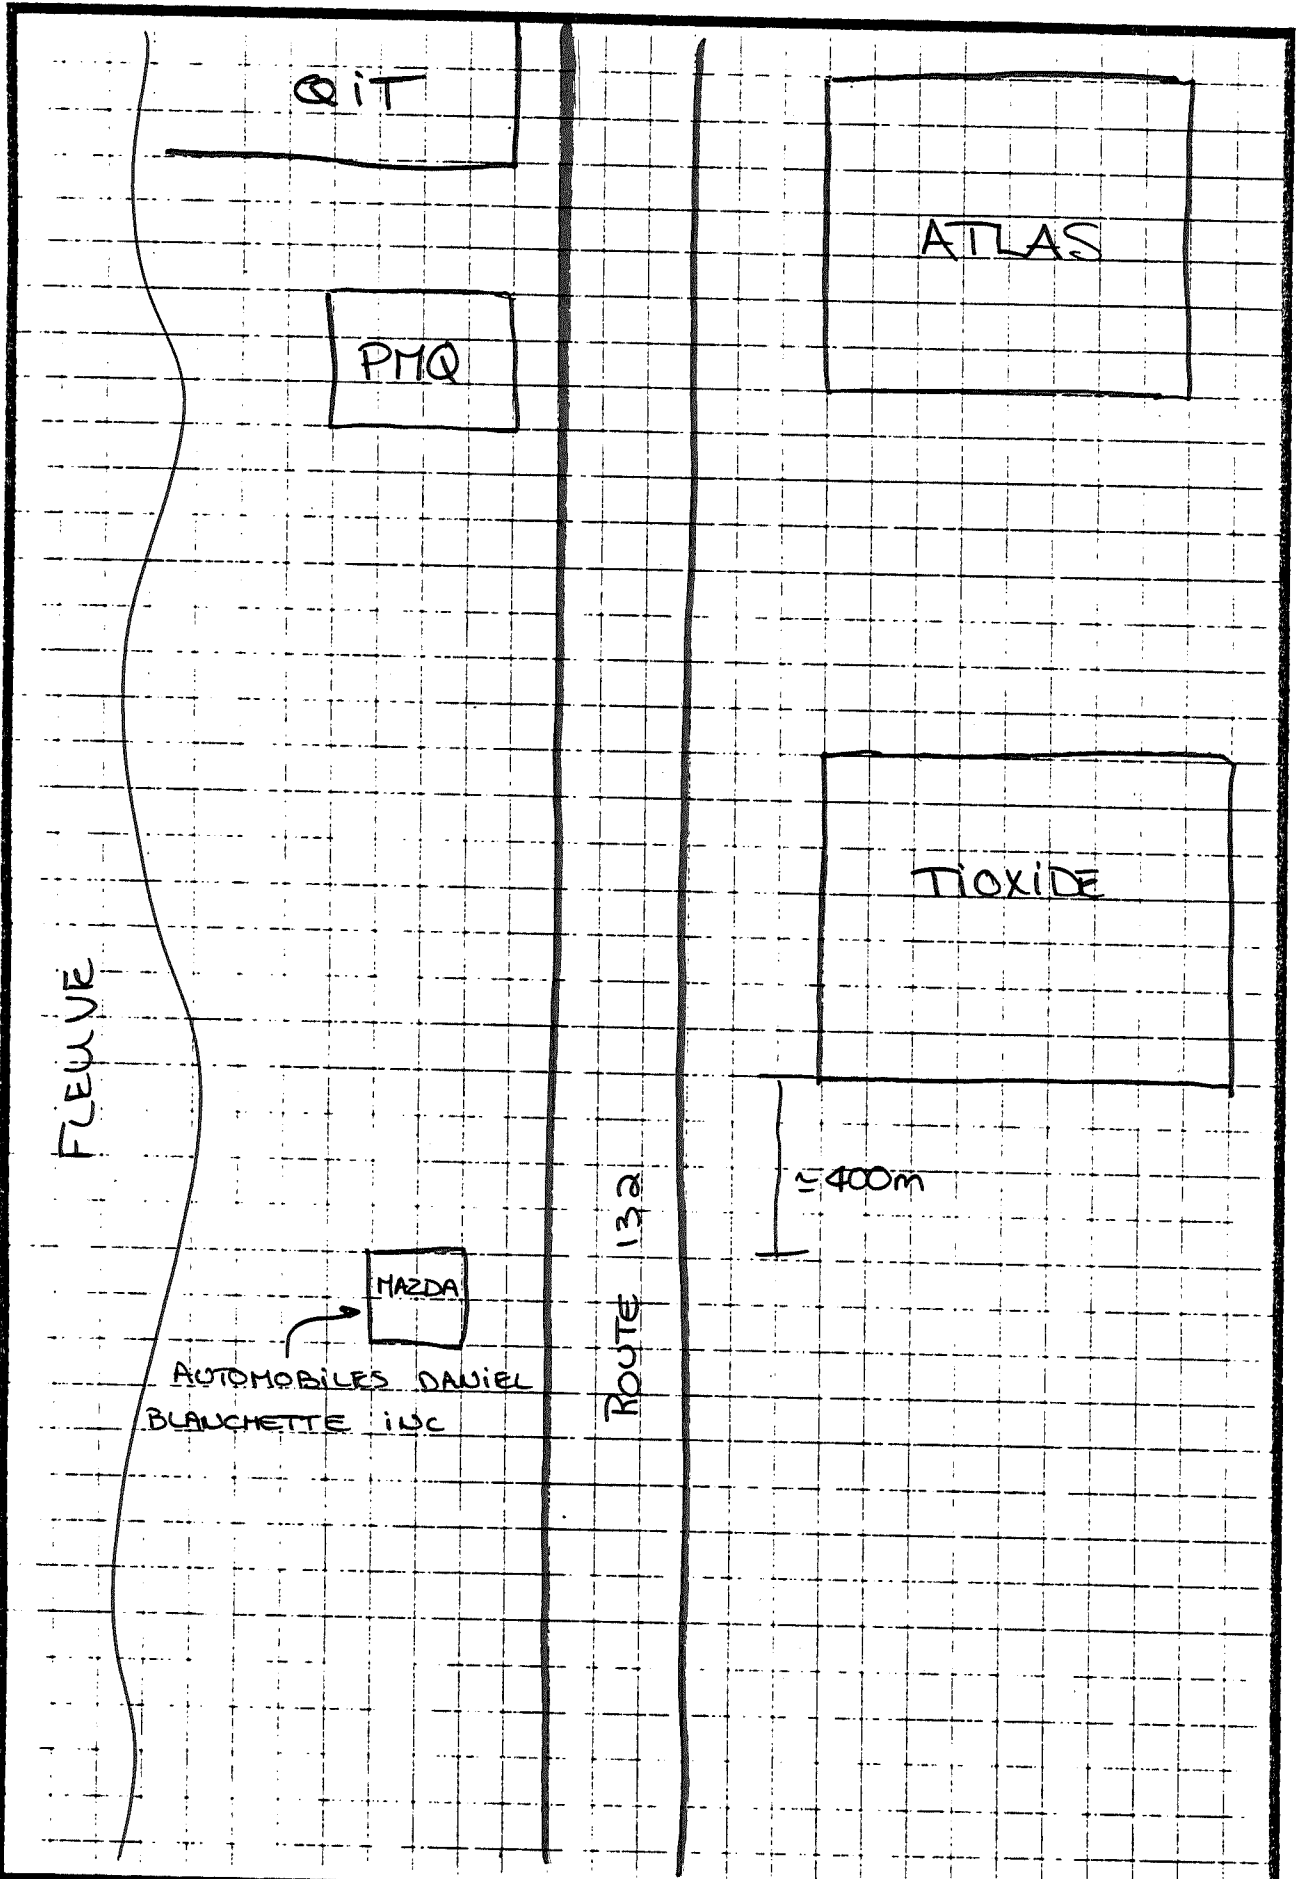 QiT
ATLAS
PMQ
TiOXiDE
FLEUVE
≃400m
ROUTE 132
MAZDA
AUTOMOBiLES DANiEL
BLANCHETTE iNC